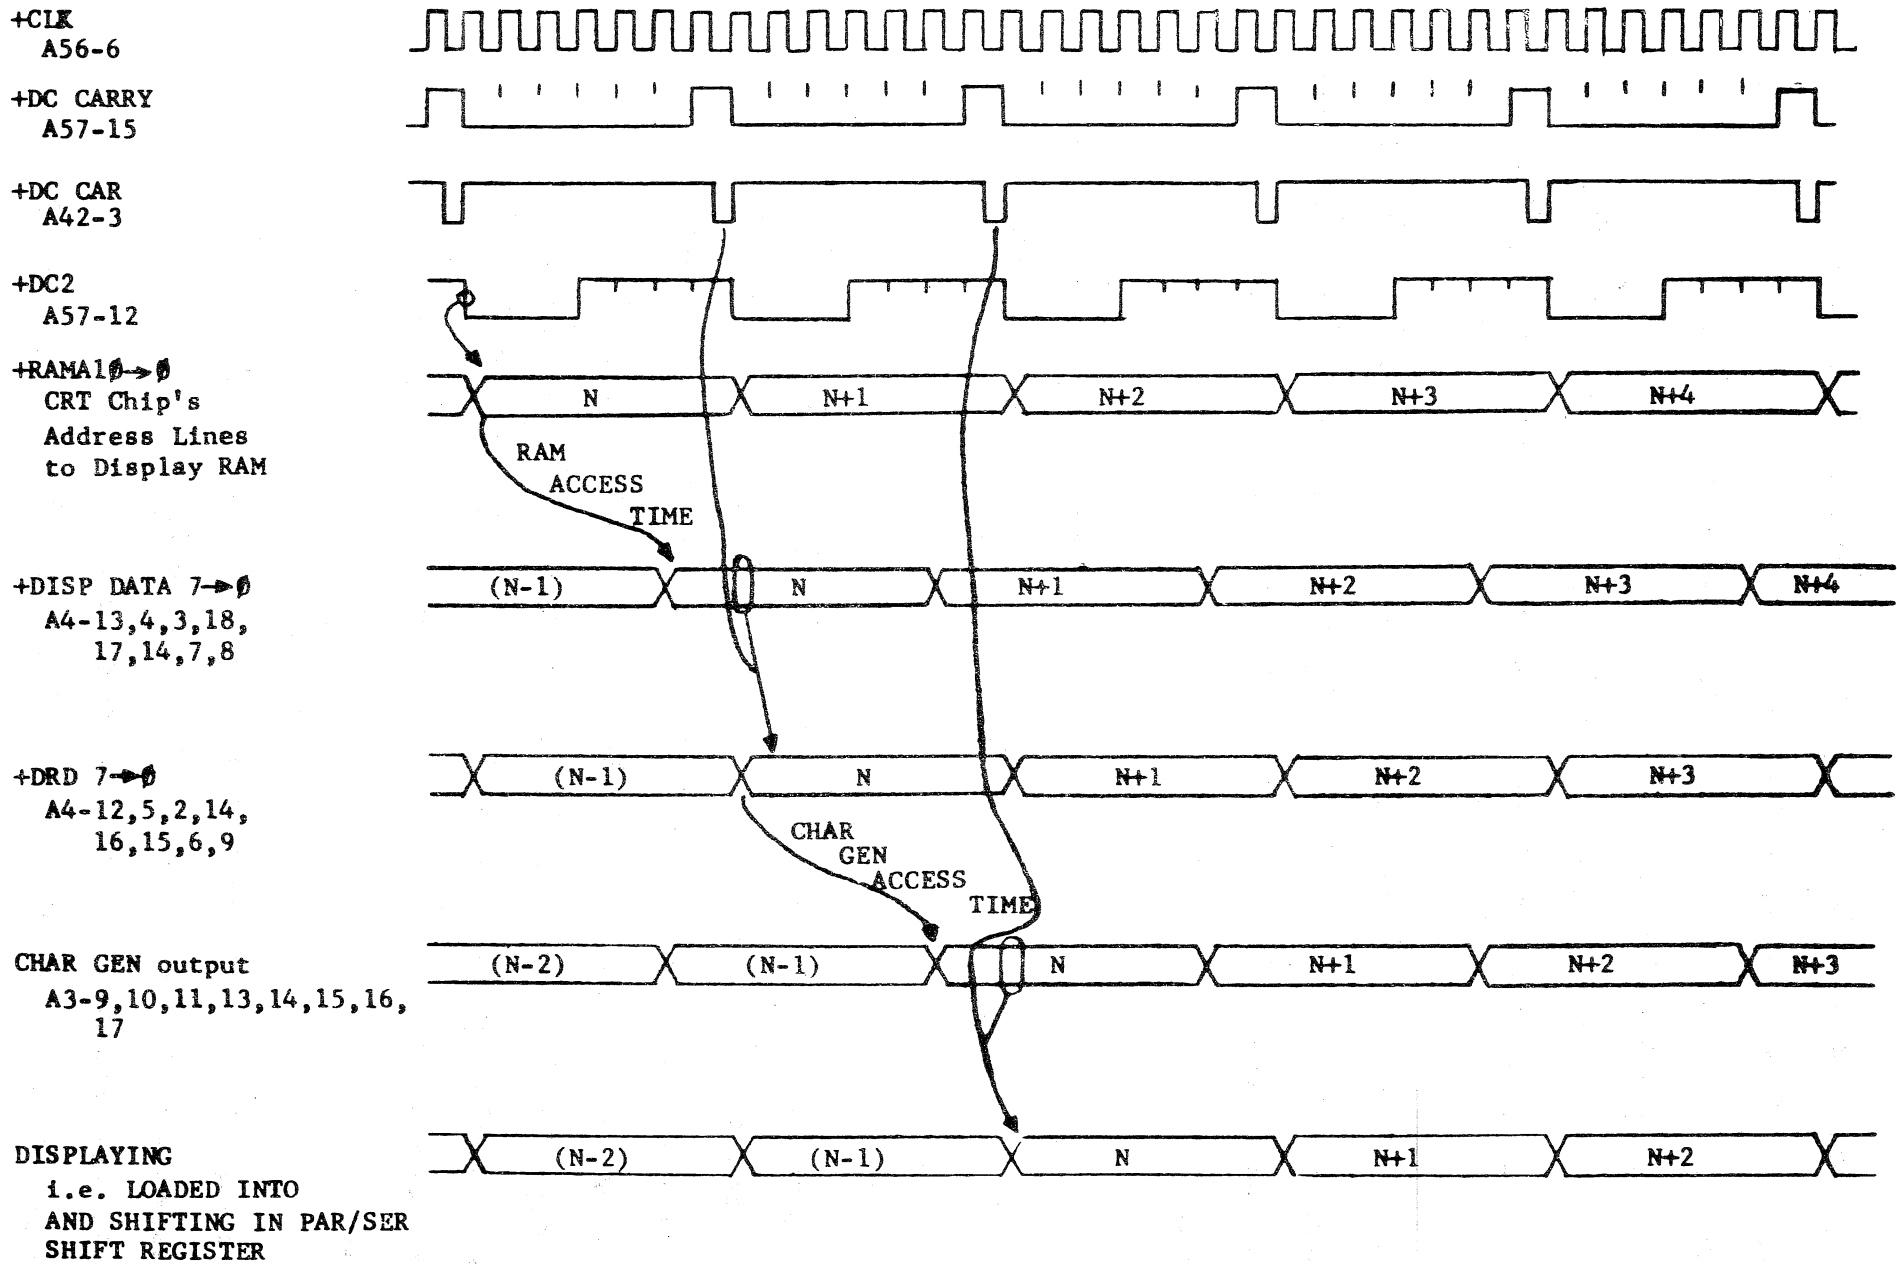 +CLK
A56-6
+DC CARRY
A57-15
+DC CAR
A42-3
+DC2
A57-12
+RAMA10→0
CRT Chip's
Address Lines
to Display RAM
N N+1 N+2 N+3 N+4
RAM
ACCESS
TIME
+DISP DATA 7→0
A4-13,4,3,18,
17,14,7,8
(N-1) N N+1 N+2 N+3 N+4
+DRD 7→0
A4-12,5,2,14,
16,15,6,9
(N-1) N N+1 N+2 N+3
CHAR
GEN
ACCESS
TIME
CHAR GEN output
A3-9,10,11,13,14,15,16,
17
(N-2) (N-1) N N+1 N+2 N+3
DISPLAYING
i.e. LOADED INTO
AND SHIFTING IN PAR/SER
SHIFT REGISTER
(N-2) (N-1) N N+1 N+2